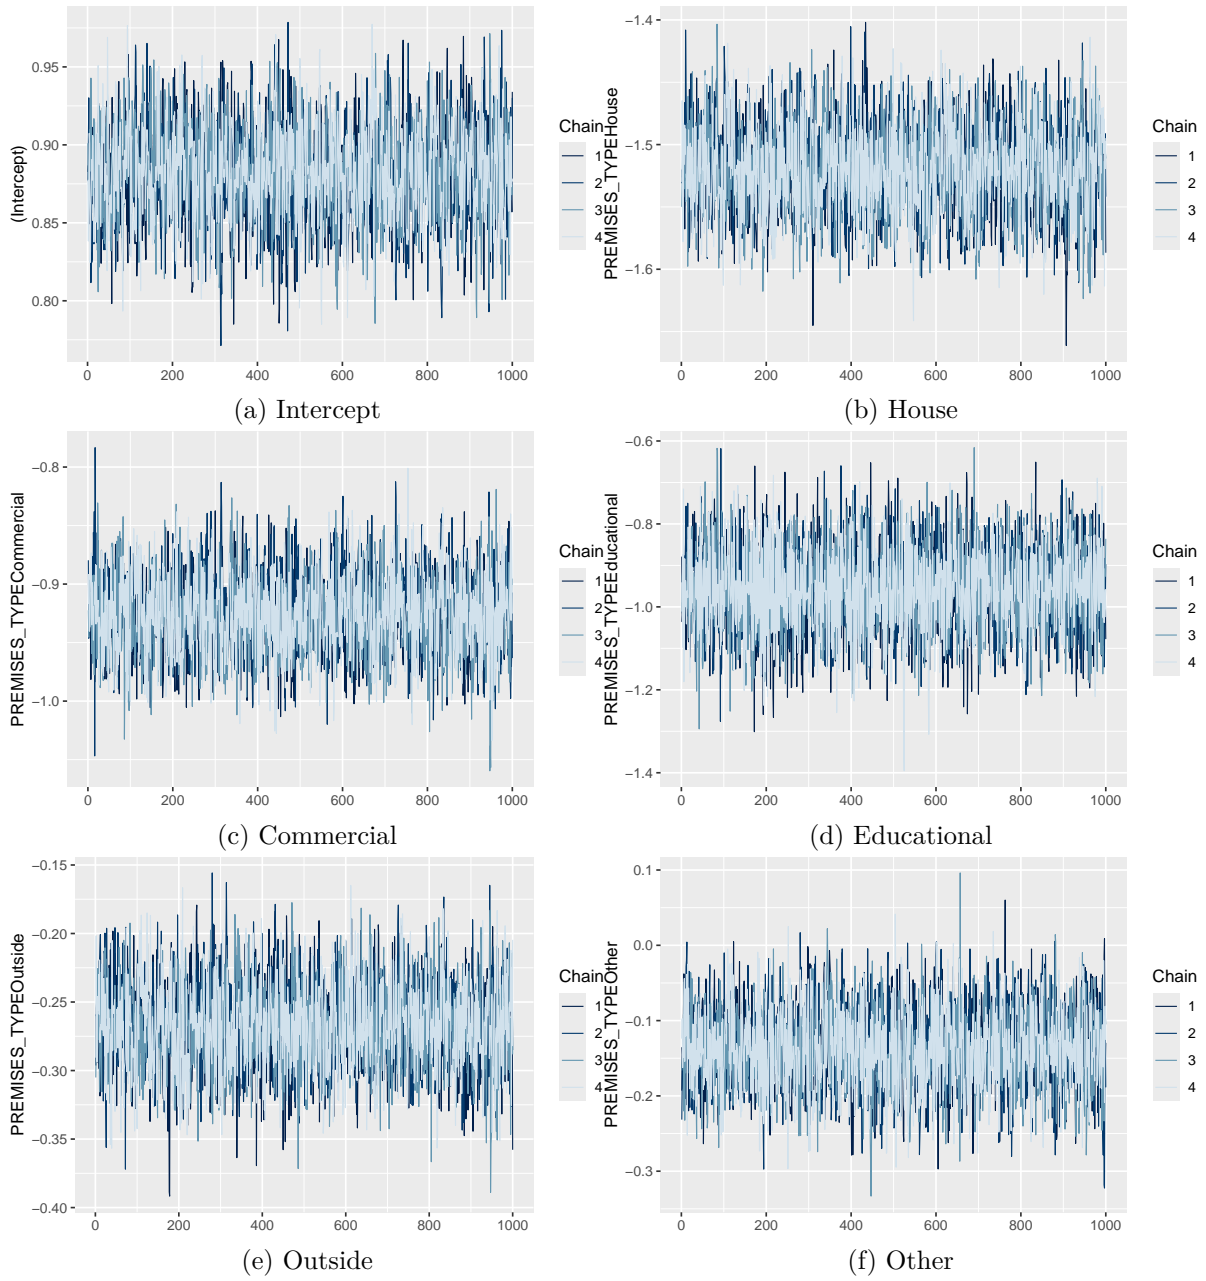 (Intercept)
0.95
0.90
0.85
0.80
0 200 400 600 800 1000
Chain
1
2
3
4
(a) Intercept
PREMISES_TYPEHouse
−1.4
−1.5
−1.6
0 200 400 600 800 1000
Chain
1
2
3
4
(b) House
PREMISES_TYPECommercial
−0.8
−0.9
−1.0
0 200 400 600 800 1000
Chain
1
2
3
4
(c) Commercial
PREMISES_TYPEEducational
−0.6
−0.8
−1.0
−1.2
−1.4
0 200 400 600 800 1000
Chain
1
2
3
4
(d) Educational
PREMISES_TYPEOutside
−0.15
−0.20
−0.25
−0.30
−0.35
−0.40
0 200 400 600 800 1000
Chain
1
2
3
4
(e) Outside
PREMISES_TYPEOther
0.1
0.0
−0.1
−0.2
−0.3
0 200 400 600 800 1000
Chain
1
2
3
4
(f) Other